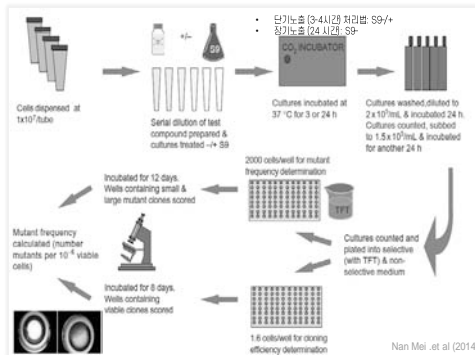 • 단기노출 (3-4시간) 처리법: S9-/+
• 장기노출 (24 시간): S9-
+/–
S9
CO₂ INCUBATOR
Cells dispensed at
1x10⁷/tube
Serial dilution of test
compound prepared &
cultures treated –/+ S9
Cultures incubated at
37 °C for 3 or 24 h
Cultures washed,diluted to
2 x 10⁵/mL & incubated 24 h.
Cultures counted, subbed
to 1.5 x 10⁵/mL & incubated
for another 24 h
2000 cells/well for mutant
frequency determination
Incubated for 12 days.
Wells containing small &
large mutant clones scored
TFT
Mutant frequency
calculated (number
mutants per 10⁻⁶ viable
cells)
Cultures counted and
plated into selective
(with TFT) & non-
selective medium
Incubated for 8 days.
Wells containing
viable clones scored
1.6 cells/well for cloning
efficiency determination
Nan Mei .et al (2014